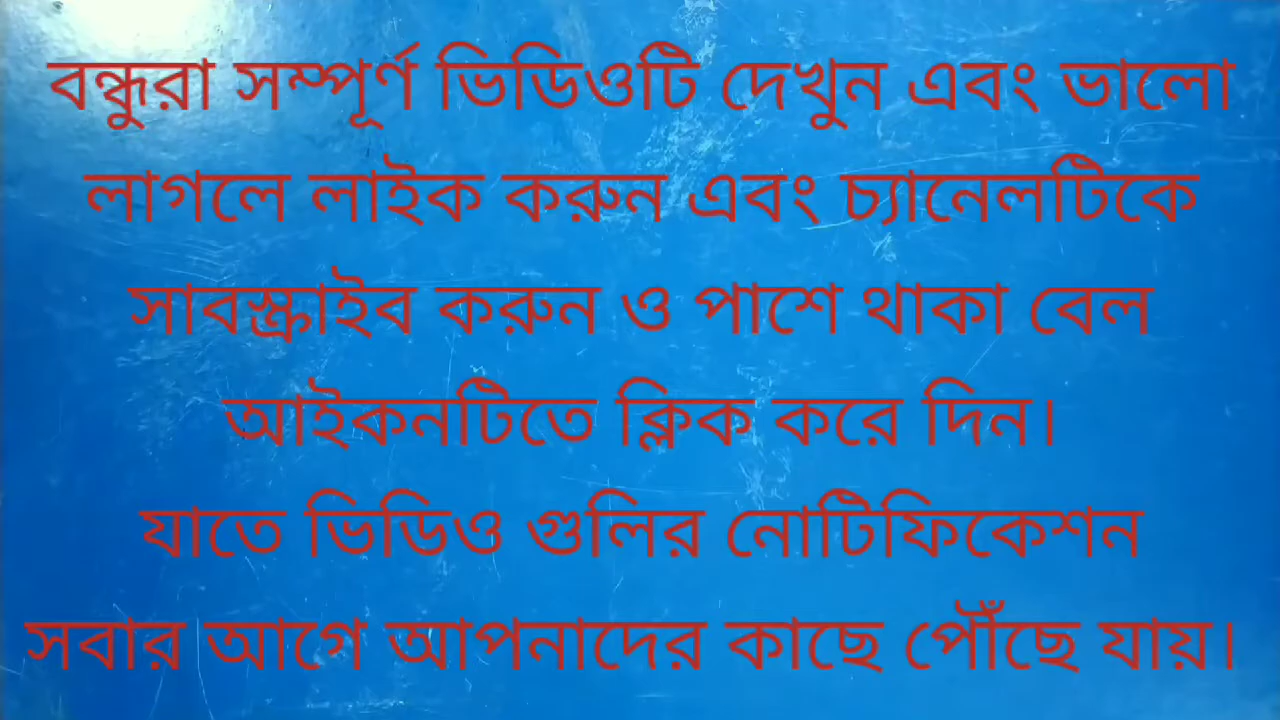 বন্ধুরা সম্পূর্ণ ভিডিওটি দেখুন এবং ভালো
লাগলে লাইক করুন এবং চ্যানেলটিকে
সাবস্ক্রাইব করুন ও পাশে থাকা বেল
আইকনটিতে ক্লিক করে দিন।
যাতে ভিডিও গুলির নোটিফিকেশন
সবার আগে আপনাদের কাছে পৌঁছে যায়।